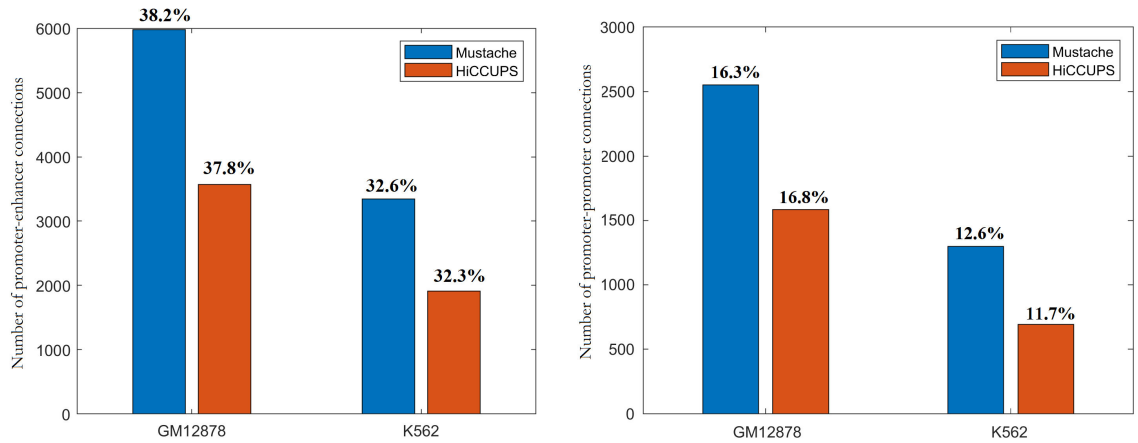 38.2%
6000
Mustache
HiCCUPS
5000
37.8%
4000
32.6%
3000
32.3%
2000
1000
0
GM12878
K562
Number of promoter-enhancer connections
3000
Mustache
HiCCUPS
16.3%
2500
2000
16.8%
1500
12.6%
1000
11.7%
500
0
GM12878
K562
Number of promoter-promoter connections